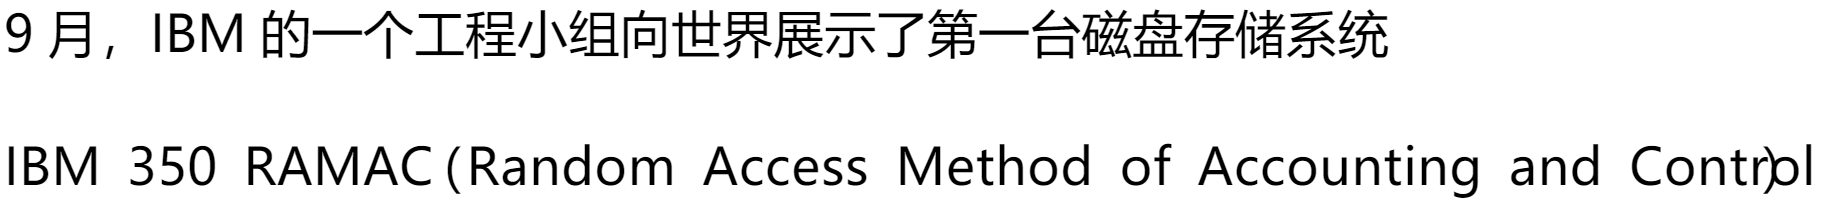 9 月，IBM 的一个工程小组向世界展示了第一台磁盘存储系统
IBM 350 RAMAC (Random Access Method of Accounting and Control)